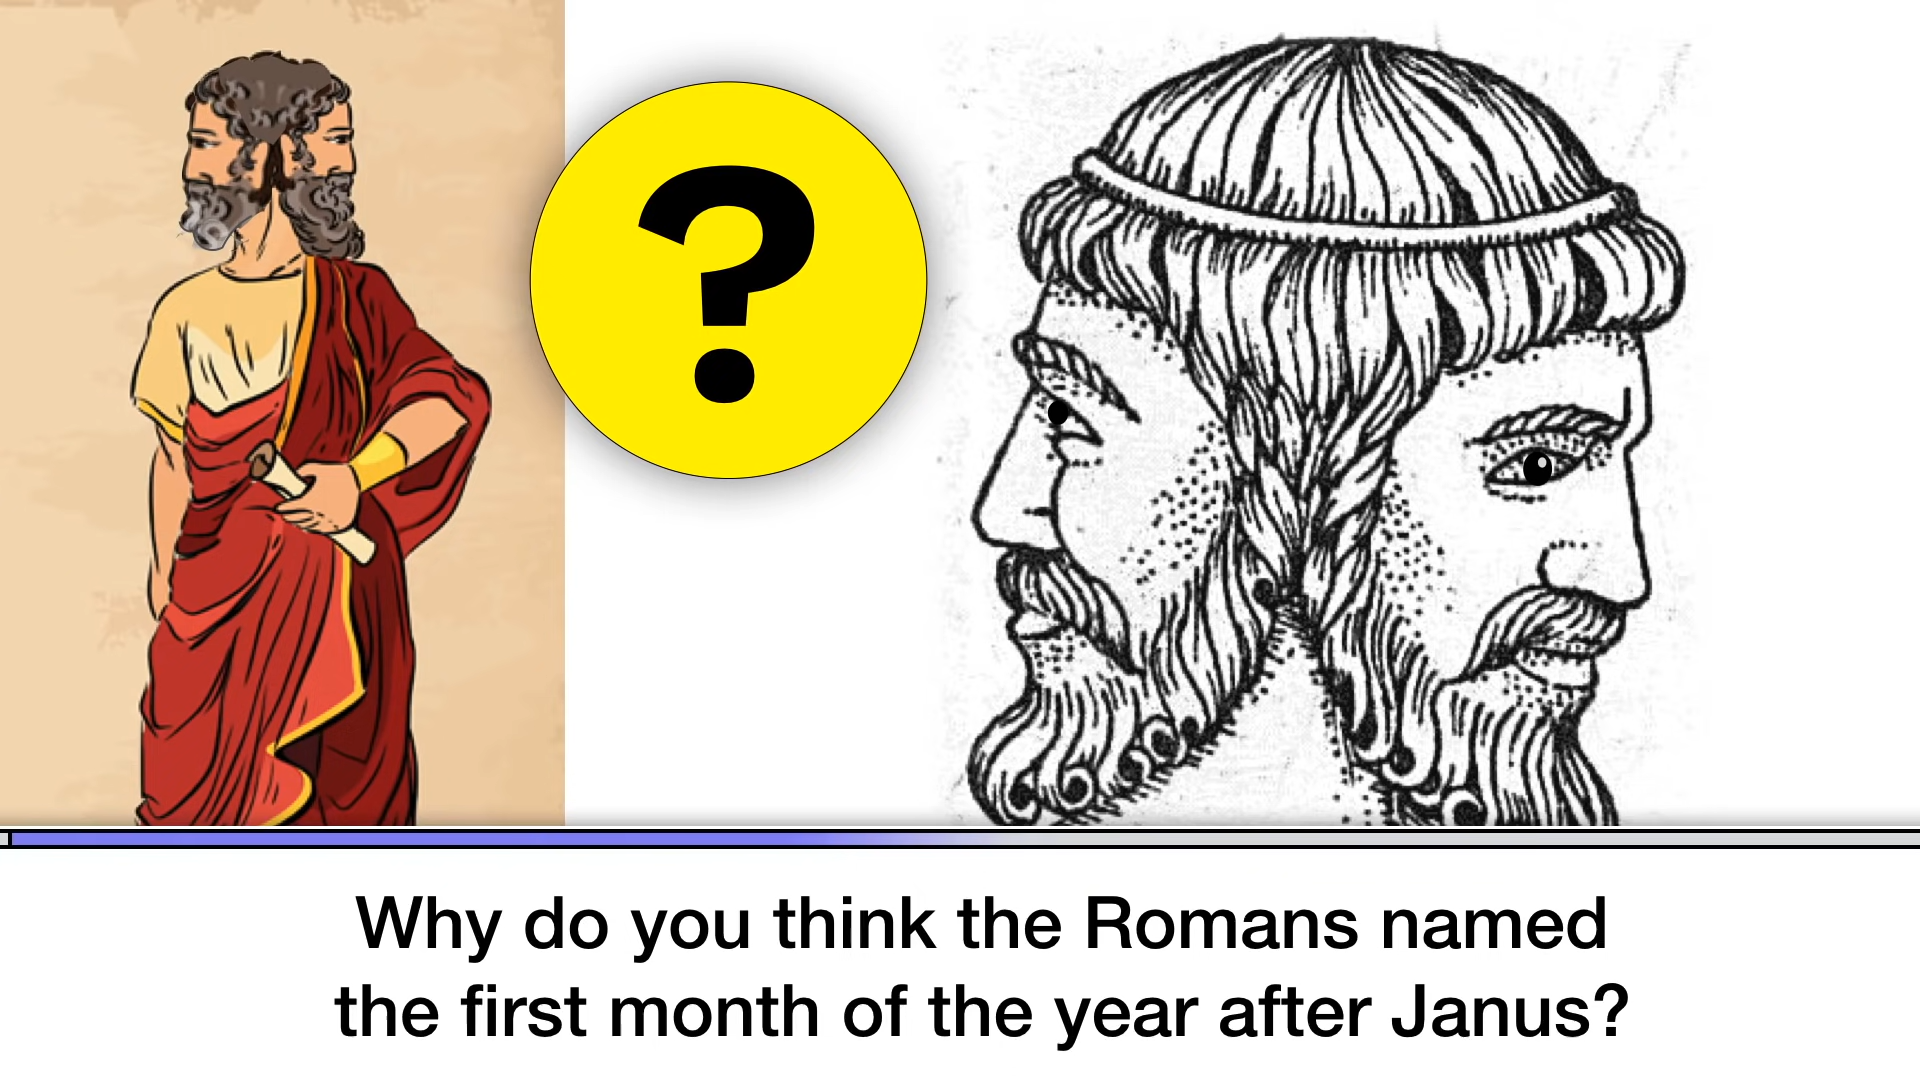 ?
Why do you think the Romans named
the first month of the year after Janus?